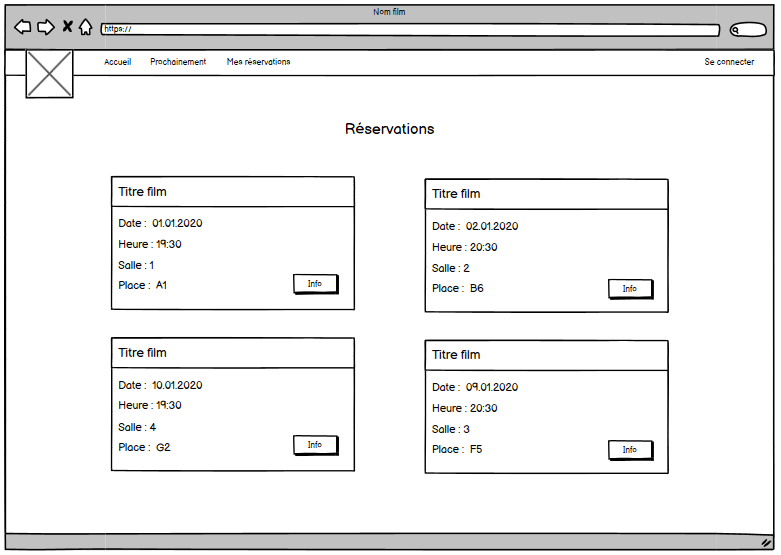 Nom film
https://
Accueil Prochainement Mes réservations Se connecter
Réservations
Titre film
Date : 01.01.2020
Heure : 19:30
Salle : 1
Place : A1
Info
Titre film
Date : 02.01.2020
Heure : 20:30
Salle : 2
Place : B6
Info
Titre film
Date : 10.01.2020
Heure : 19:30
Salle : 4
Place : G2
Info
Titre film
Date : 09.01.2020
Heure : 20:30
Salle : 3
Place : F5
Info